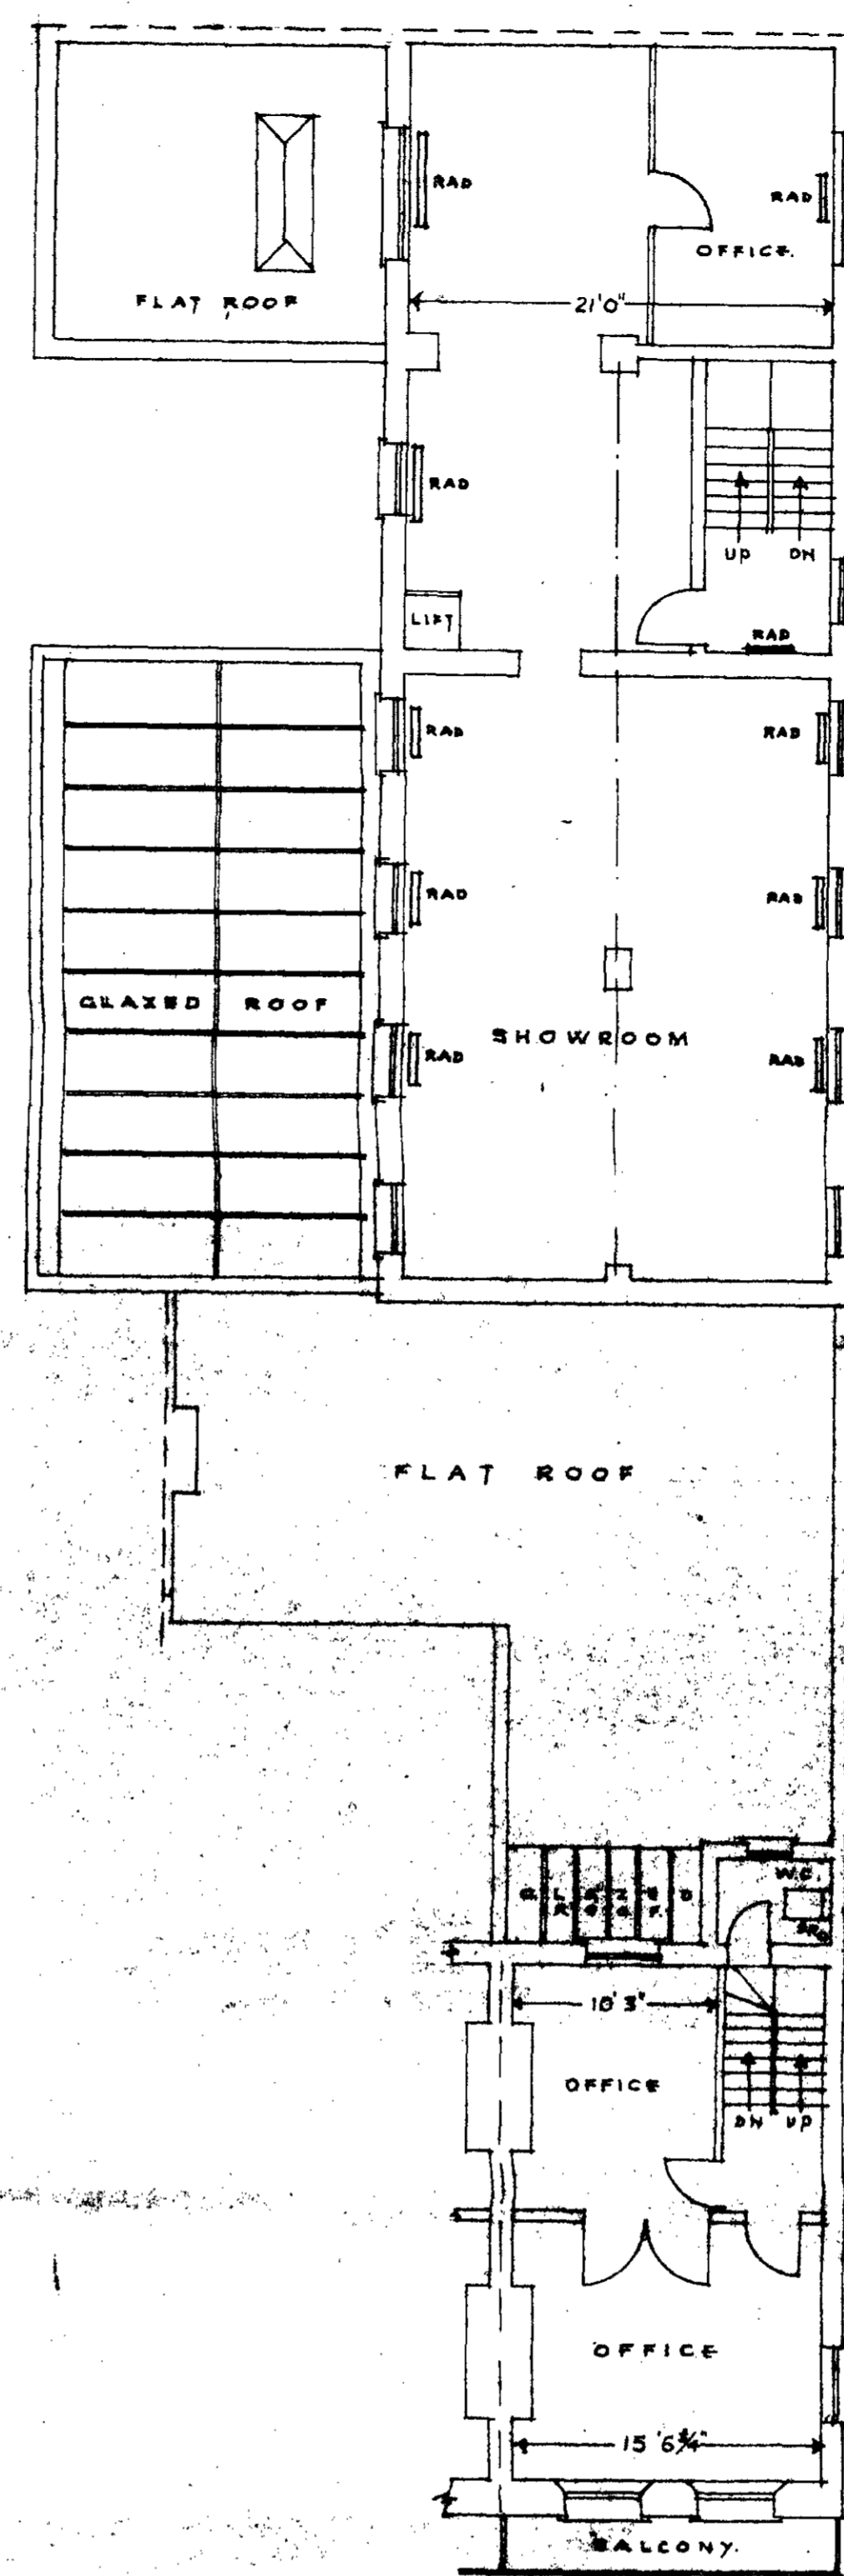 RAD
RAD
OFFICE.
FLAT ROOF
21'0"
RAD
UP DN
LIFT
RAD
RAD
RAD
RAD
RAD
GLAZED ROOF
SHOWROOM
RAD
RAD
FLAT ROOF
W.C.
GLAZED
ROOF.
10'3"
OFFICE
DN UP
OFFICE
15'6¾"
BALCONY.